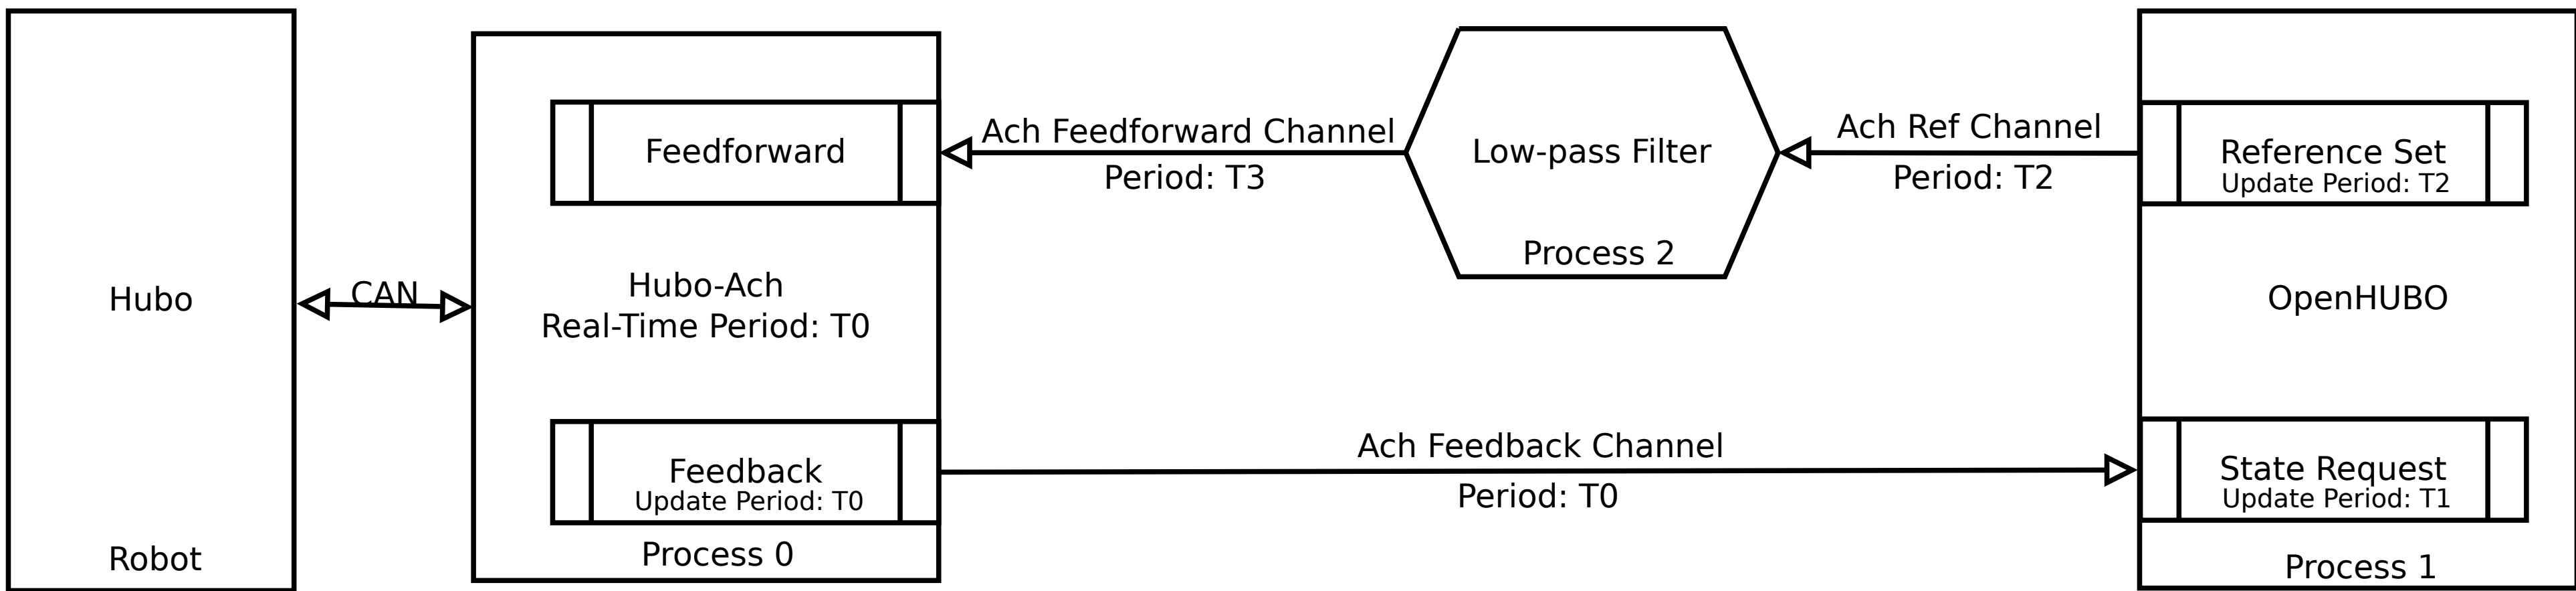 Hubo
Robot
CAN
Feedforward
Hubo-Ach
Real-Time Period: T0
Feedback
Update Period: T0
Process 0
Ach Feedforward Channel
Period: T3
Low-pass Filter
Process 2
Ach Ref Channel
Period: T2
Ach Feedback Channel
Period: T0
Reference Set
Update Period: T2
OpenHUBO
State Request
Update Period: T1
Process 1